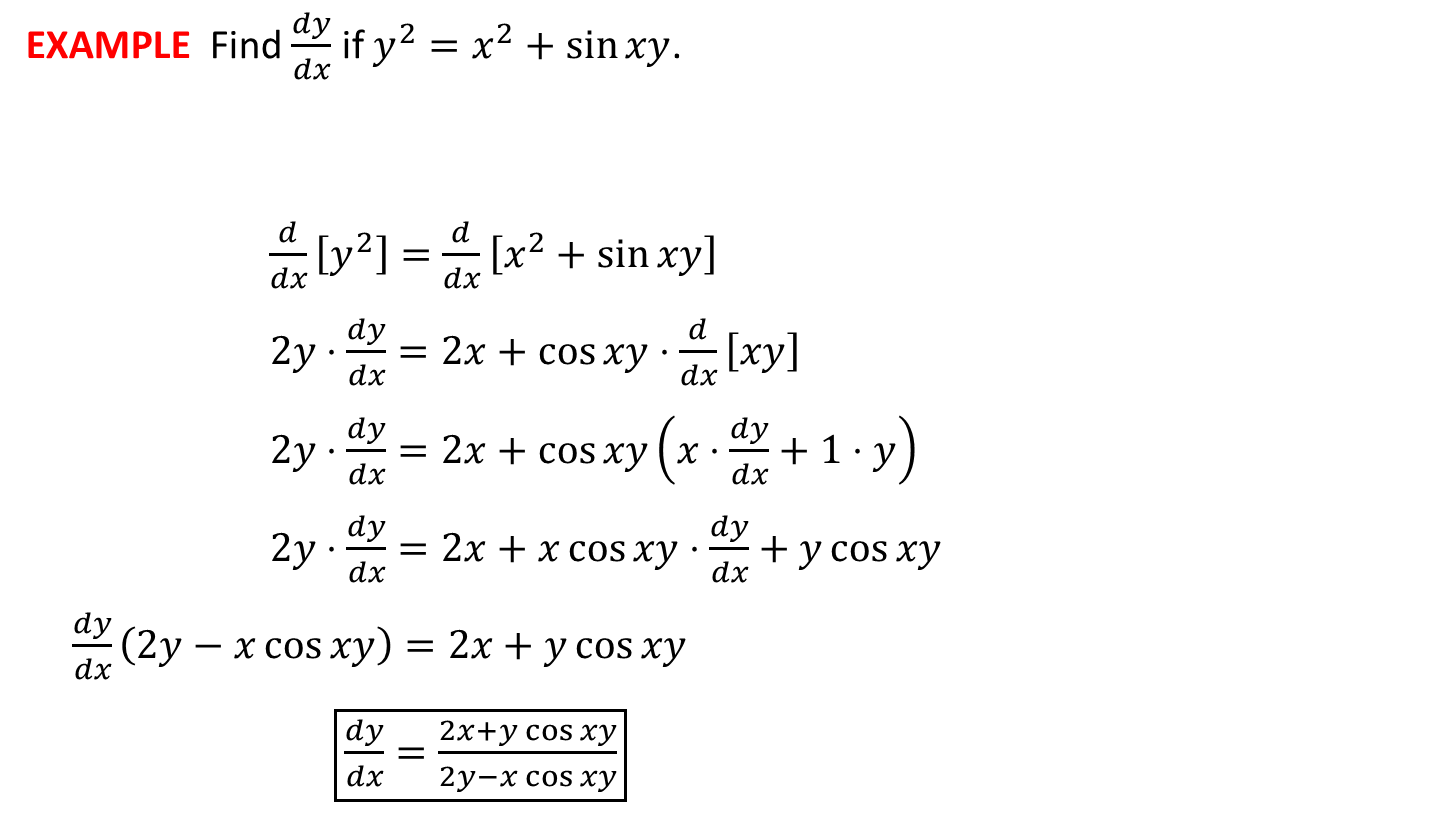 EXAMPLE Find dy/dx if y² = x² + sin xy.
d/dx [y²] = d/dx [x² + sin xy]
2y · dy/dx = 2x + cos xy · d/dx [xy]
2y · dy/dx = 2x + cos xy (x · dy/dx + 1 · y)
2y · dy/dx = 2x + x cos xy · dy/dx + y cos xy
dy/dx (2y − x cos xy) = 2x + y cos xy
dy/dx = (2x+y cos xy)/(2y−x cos xy)